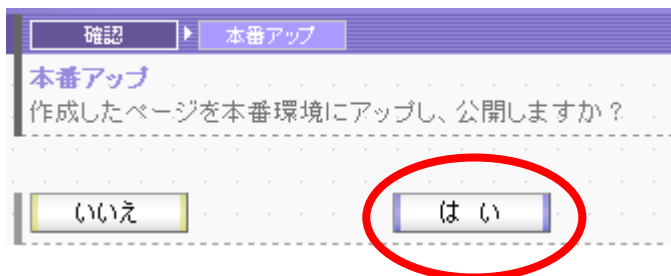 確認 本番アップ
本番アップ
作成したページを本番環境にアップし、公開しますか？
いいえ はい